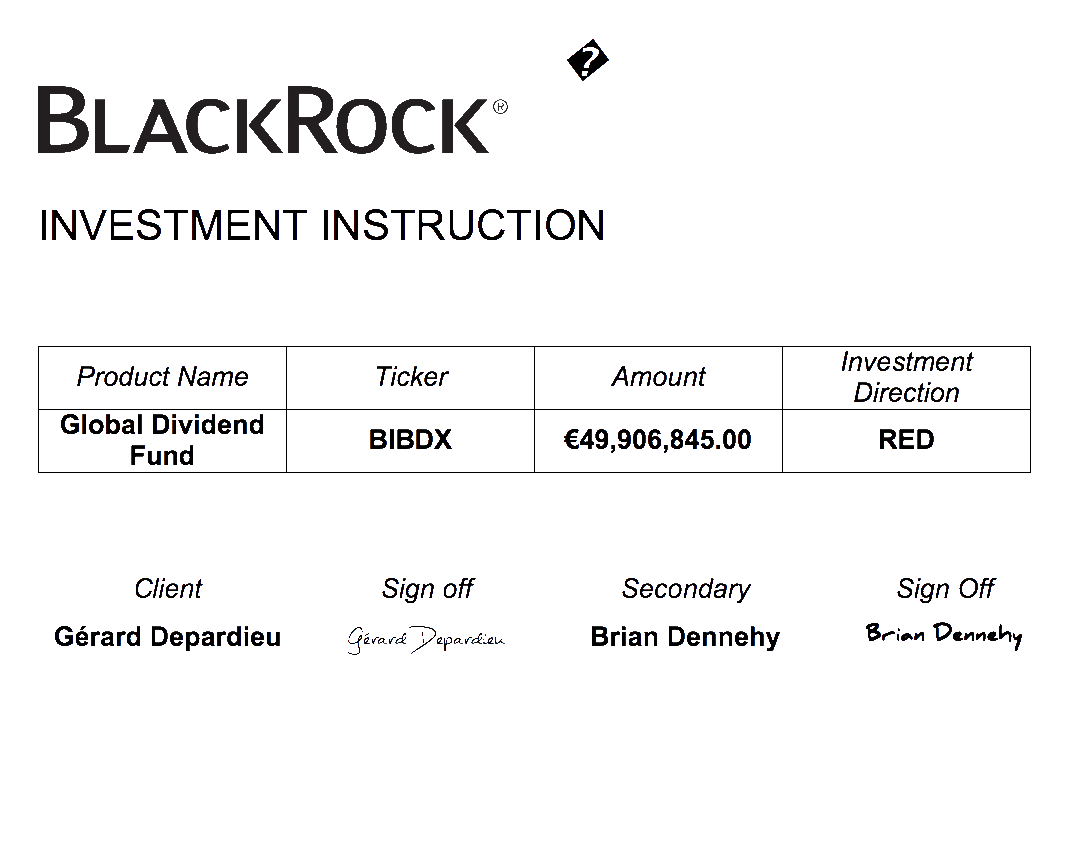 �
BLACKROCK®
INVESTMENT INSTRUCTION
Product Name Ticker Amount Investment Direction
Global Dividend Fund BIBDX €49,906,845.00 RED
Client Sign off Secondary Sign Off
Gérard Depardieu Gérard Depardieu Brian Dennehy Brian Dennehy